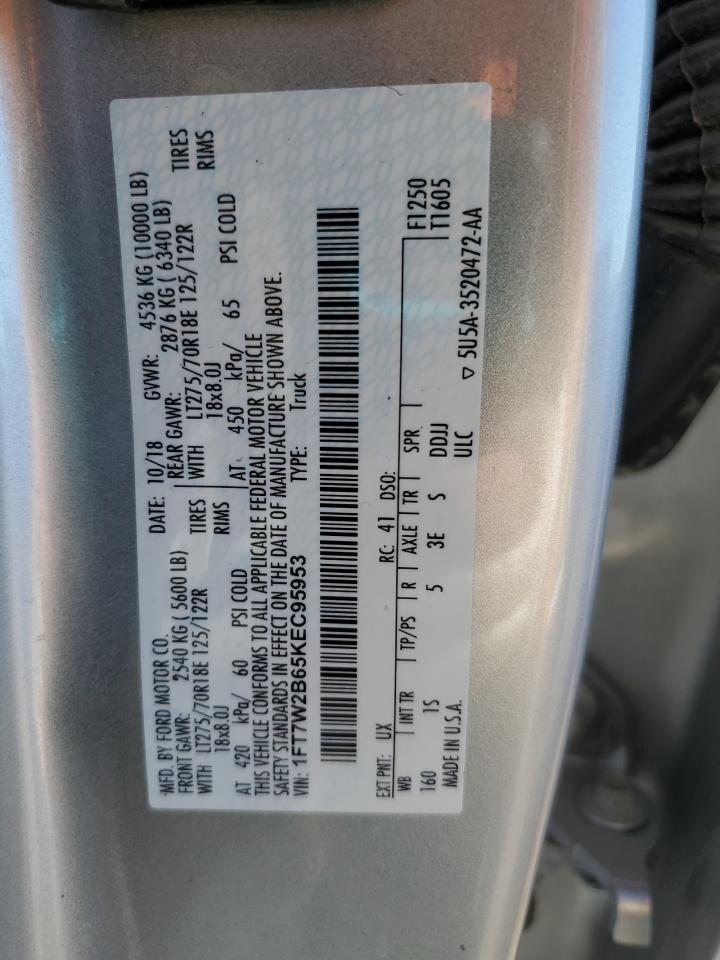 MFD. BY FORD MOTOR CO. DATE: 10/18 GVWR: 4536 KG (10000 LB)
FRONT GAWR: 2540 KG ( 5600 LB) REAR GAWR: 2876 KG ( 6340 LB)
WITH LT275/70R18E 125/122R TIRES WITH LT275/70R18E 125/122R TIRES
18x8.0J RIMS 18x8.0J RIMS
AT 420 kPa/ 60 PSI COLD AT 450 kPa/ 65 PSI COLD
THIS VEHICLE CONFORMS TO ALL APPLICABLE FEDERAL MOTOR VEHICLE
SAFETY STANDARDS IN EFFECT ON THE DATE OF MANUFACTURE SHOWN ABOVE.
VIN: 1FT7W2B65KEC95953 TYPE: Truck
EXT PNT: UX RC: 41 DSO: F1250
WB INT TR TP/PS R AXLE TR SPR T1605
160 1S 5 3E S DDJJ
MADE IN U.S.A. ULC ▽ 5U5A-3520472-AA